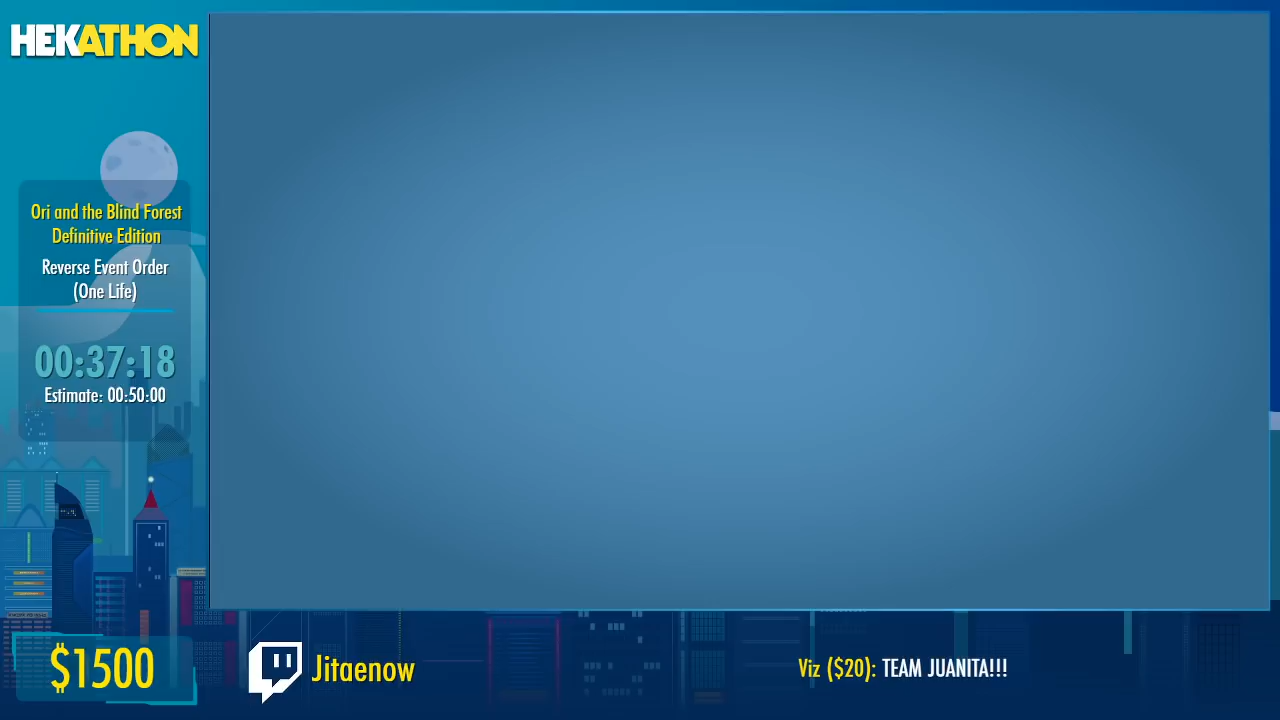 HEKATHON
Ori and the Blind Forest
Definitive Edition
Reverse Event Order
(One Life)
00:37:18
Estimate: 00:50:00
$1500
Jitaenow
Viz ($20): TEAM JUANITA!!!